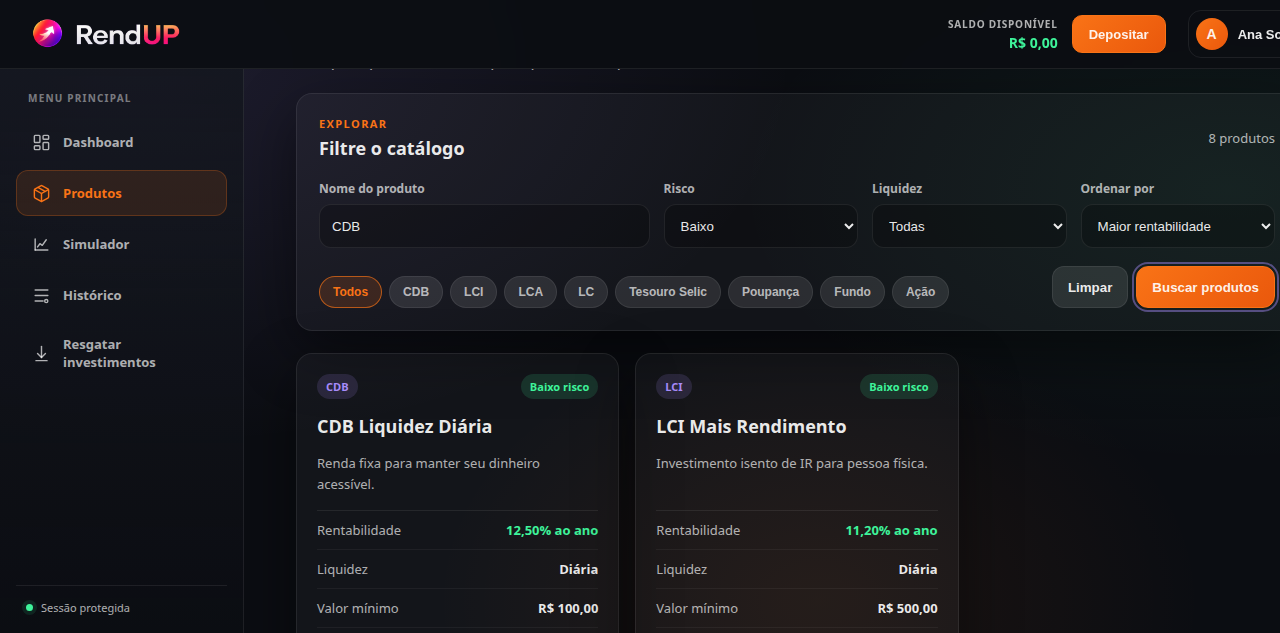 RendUP
SALDO DISPONÍVEL
R$ 0,00
Depositar
A
Ana So
MENU PRINCIPAL
Dashboard
Produtos
Simulador
Histórico
Resgatar
investimentos
Sessão protegida
EXPLORAR
Filtre o catálogo
8 produtos
Nome do produto
Risco
Liquidez
Ordenar por
CDB
Baixo
Todas
Maior rentabilidade
Todos
CDB
LCI
LCA
LC
Tesouro Selic
Poupança
Fundo
Ação
Limpar
Buscar produtos
CDB
Baixo risco
CDB Liquidez Diária
Renda fixa para manter seu dinheiro
acessível.
Rentabilidade
12,50% ao ano
Liquidez
Diária
Valor mínimo
R$ 100,00
LCI
Baixo risco
LCI Mais Rendimento
Investimento isento de IR para pessoa física.
Rentabilidade
11,20% ao ano
Liquidez
Diária
Valor mínimo
R$ 500,00